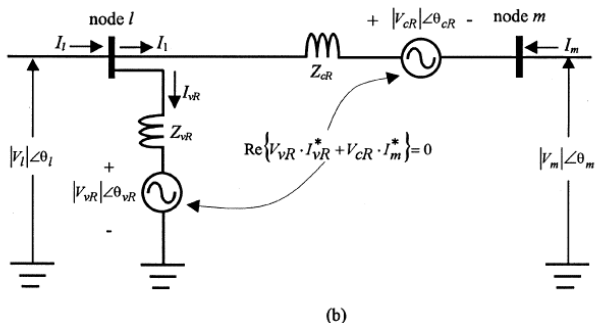 node l
+ |V_cR|∠θ_cR -
node m
I_l
I_1
I_m
Z_cR
I_vR
Z_vR
Re{V_vR · I*_vR + V_cR · I*_m} = 0
|V_l|∠θ_l
+
|V_vR|∠θ_vR
-
|V_m|∠θ_m
(b)